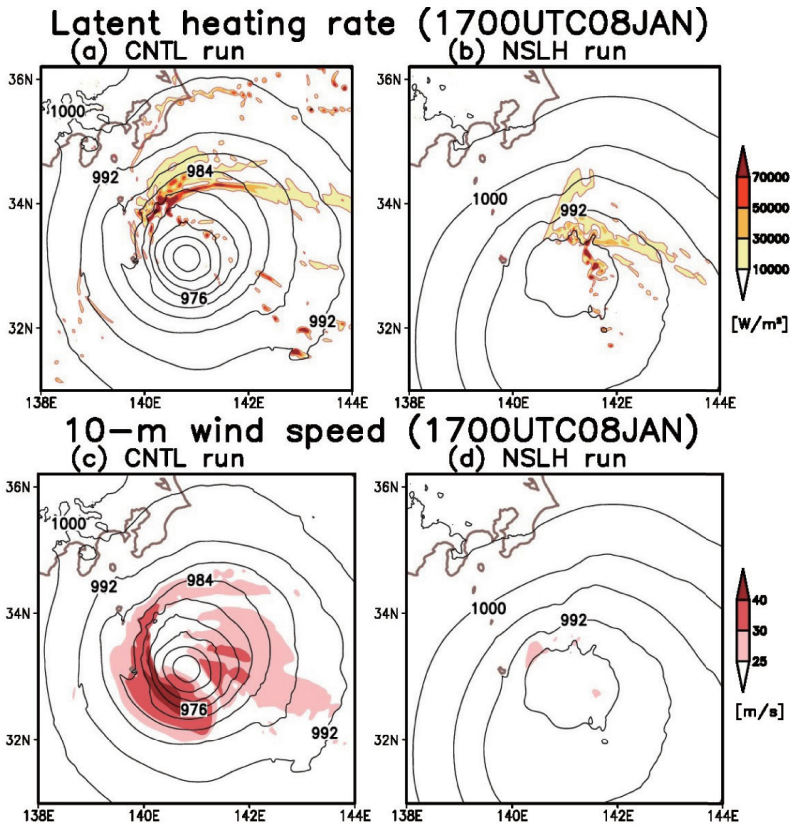 Latent heating rate (1700UTC08JAN)
(a) CNTL run
(b) NSLH run
36N
34N
32N
138E
140E
142E
144E
1000
992
984
976
992
36N
34N
32N
138E
140E
142E
144E
1000
992
70000
50000
30000
10000
[W/m²]
10-m wind speed (1700UTC08JAN)
(c) CNTL run
(d) NSLH run
36N
34N
32N
138E
140E
142E
144E
1000
992
984
976
992
36N
34N
32N
138E
140E
142E
144E
1000
992
40
30
25
[m/s]